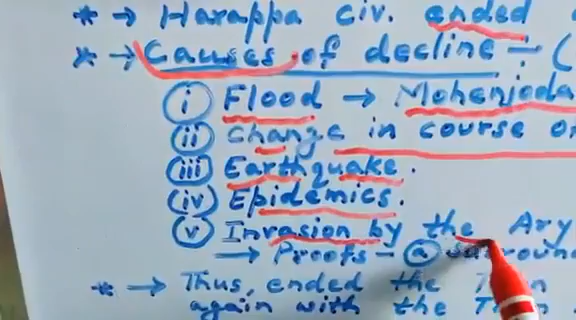 * → Harappa civ. ended
* → Causes of decline :- (
(i) Flood → Mohenjoda
(ii) Change in course o
(iii) Earthquake.
(iv) Epidemics.
(v) Invasion by the Ary
→ Proofs - (a) surroun
* → Thus, ended the
again with the